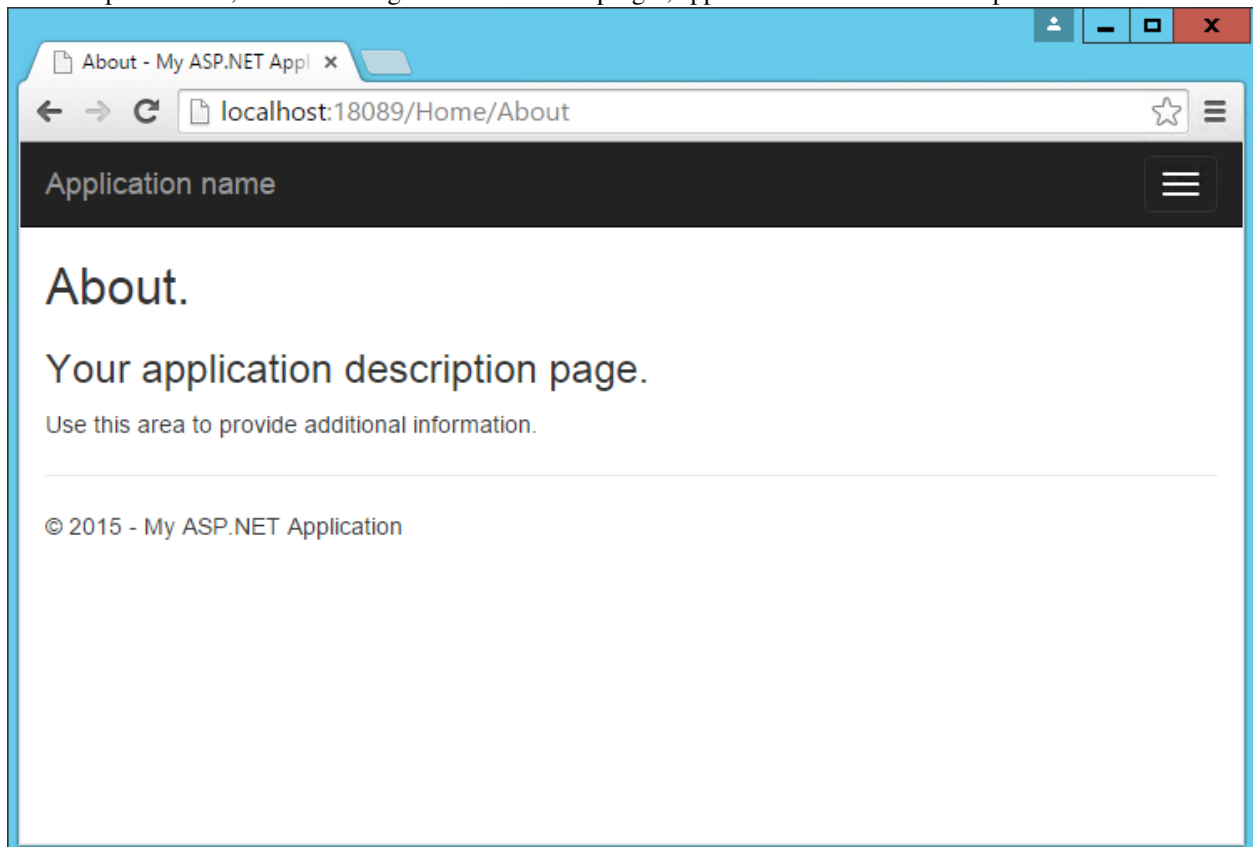 About - My ASP.NET Appl
localhost:18089/Home/About
Application name
About.
Your application description page.
Use this area to provide additional information.
© 2015 - My ASP.NET Application